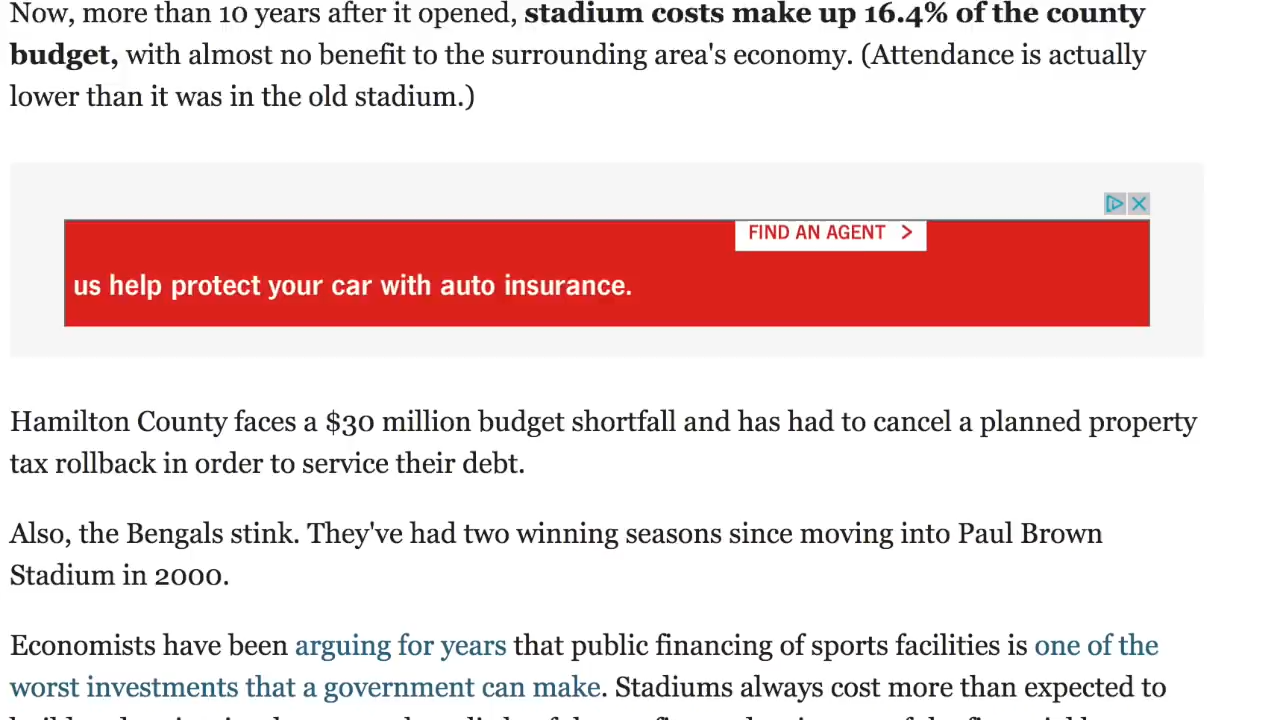 Now, more than 10 years after it opened, stadium costs make up 16.4% of the county
budget, with almost no benefit to the surrounding area's economy. (Attendance is actually
lower than it was in the old stadium.)
FIND AN AGENT >
us help protect your car with auto insurance.
Hamilton County faces a $30 million budget shortfall and has had to cancel a planned property
tax rollback in order to service their debt.
Also, the Bengals stink. They've had two winning seasons since moving into Paul Brown
Stadium in 2000.
Economists have been arguing for years that public financing of sports facilities is one of the
worst investments that a government can make. Stadiums always cost more than expected to